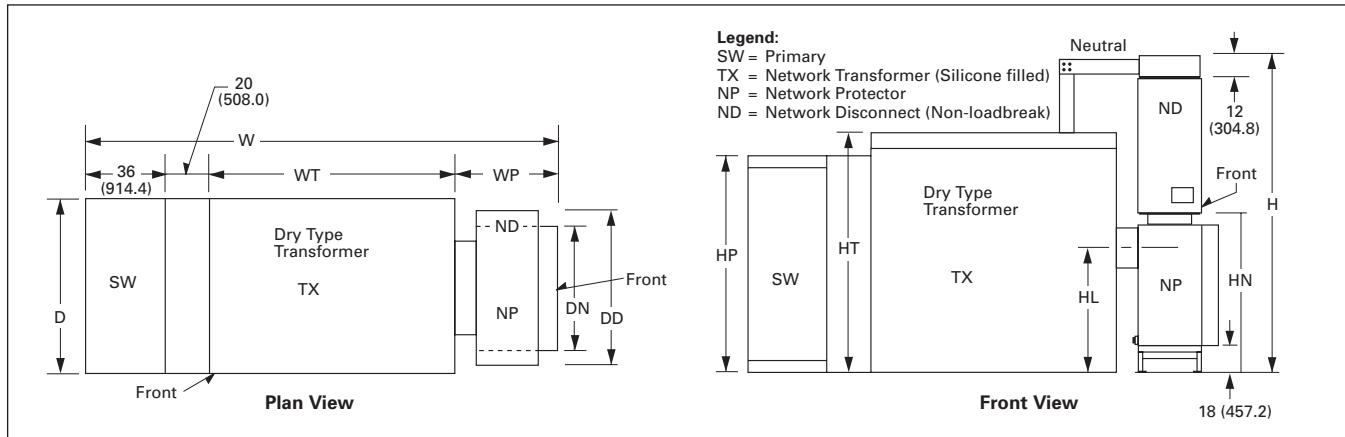 20
(508.0)
W
36
(914.4)
WT
WP
D
SW
Dry Type
Transformer
TX
ND
NP
DN
DD
Front
Front
Plan View
Legend:
SW = Primary
TX = Network Transformer (Silicone filled)
NP = Network Protector
ND = Network Disconnect (Non-loadbreak)
Neutral
ND
12
(304.8)
Front
H
HP
HT
SW
Dry Type
Transformer
TX
HL
NP
HN
18 (457.2)
Front View